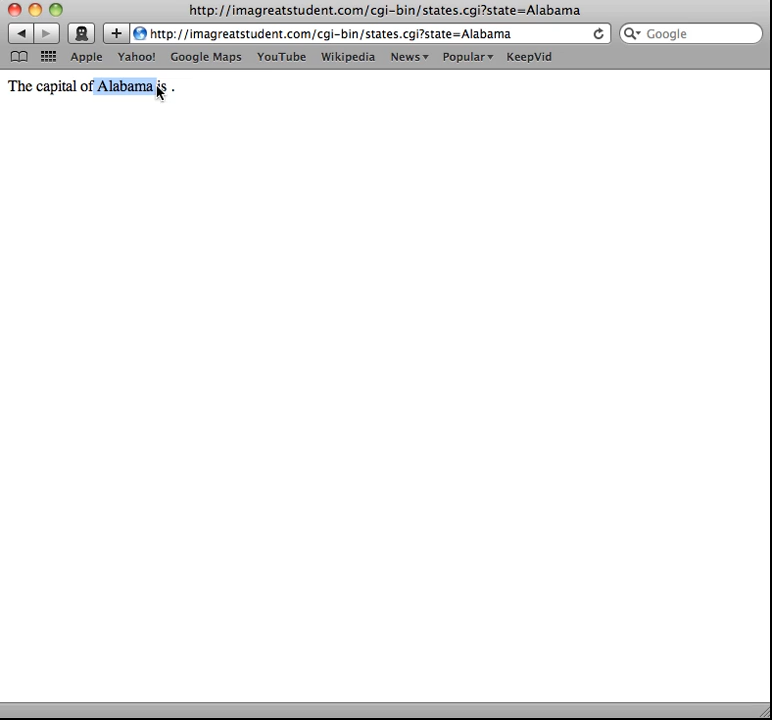 http://imagreatstudent.com/cgi-bin/states.cgi?state=Alabama
http://imagreatstudent.com/cgi-bin/states.cgi?state=Alabama Google
Apple Yahoo! Google Maps YouTube Wikipedia News Popular KeepVid
The capital of Alabama is .